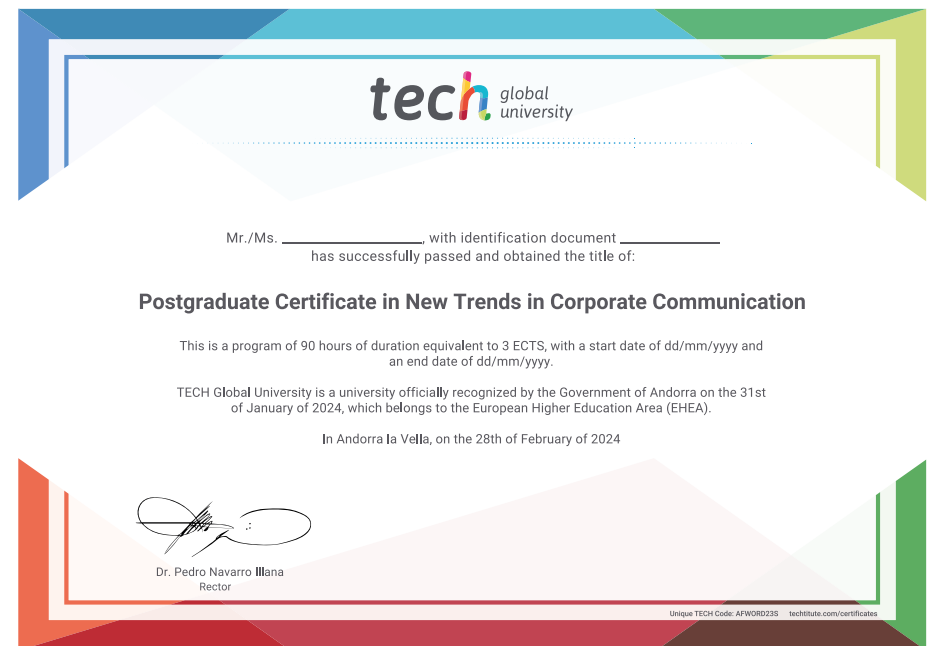 tech global
university
Mr./Ms. ________________, with identification document ____________
has successfully passed and obtained the title of:
Postgraduate Certificate in New Trends in Corporate Communication
This is a program of 90 hours of duration equivalent to 3 ECTS, with a start date of dd/mm/yyyy and
an end date of dd/mm/yyyy.
TECH Global University is a university officially recognized by the Government of Andorra on the 31st
of January of 2024, which belongs to the European Higher Education Area (EHEA).
In Andorra la Vella, on the 28th of February of 2024
Dr. Pedro Navarro Illana
Rector
Unique TECH Code: AFWORD23S techtitute.com/certificates